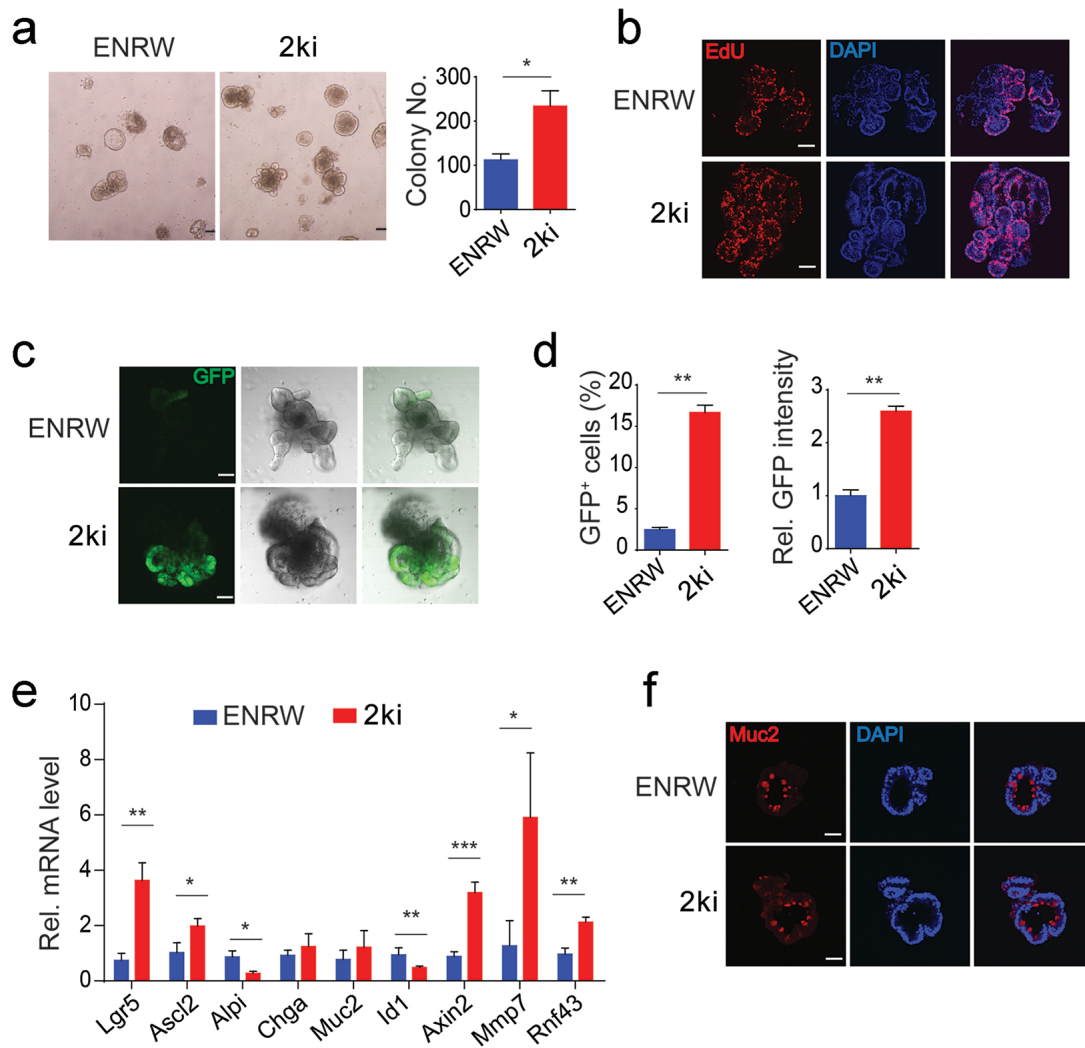 a
ENRW 2ki
Colony No.
300
200
100
0
*
ENRW
2ki
b
EdU DAPI
ENRW
2ki
c
GFP
ENRW
2ki
d
GFP+ cells (%)
20
15
10
5
0
**
ENRW
2ki
Rel. GFP intensity
3
2
1
0
**
ENRW
2ki
e
ENRW 2ki
Rel. mRNA level
10
8
6
4
2
0
** * * ** *** * **
Lgr5 Ascl2 Alpi Chga Muc2 Id1 Axin2 Mmp7 Rnf43
f
Muc2 DAPI
ENRW
2ki